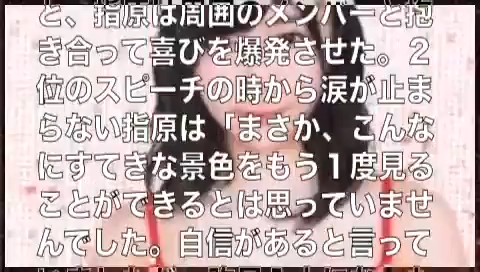 と、指原は周囲のメンバーと抱
き合って喜びを爆発させた。２
位のスピーチの時から涙が止ま
らない指原は「まさか、こんな
にすてきな景色をもう１度見る
ことができるとは思っていませ
んでした。自信があると言って